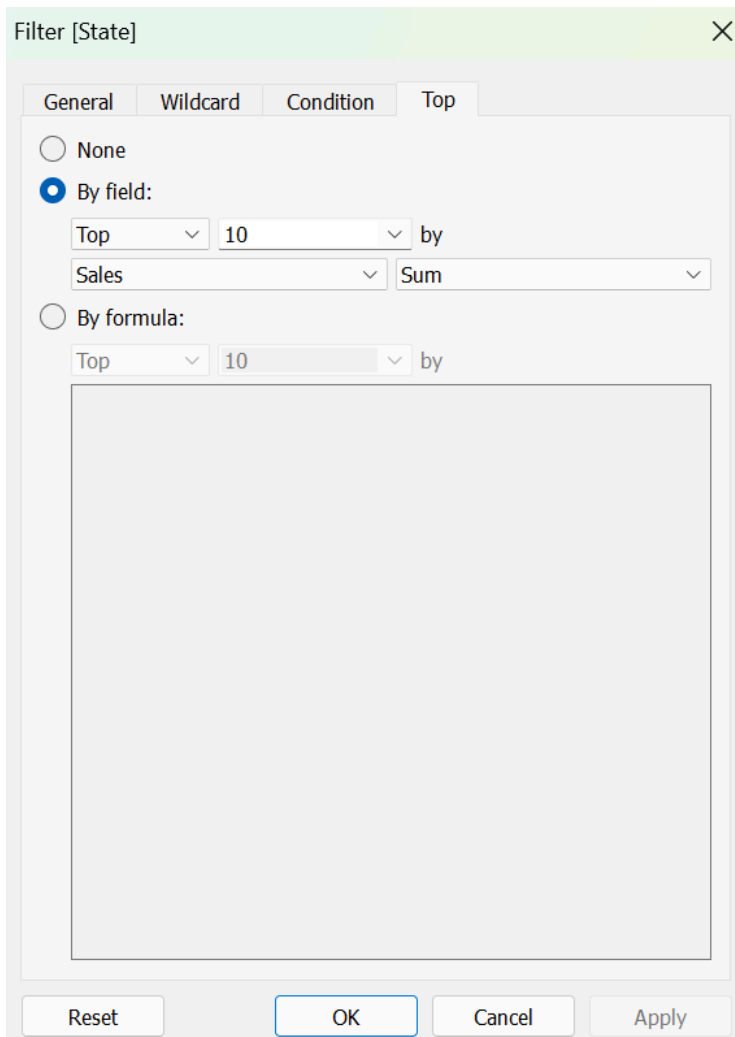 Filter [State]
General Wildcard Condition Top
None
By field:
Top 10 by
Sales Sum
By formula:
Top 10 by
Reset OK Cancel Apply